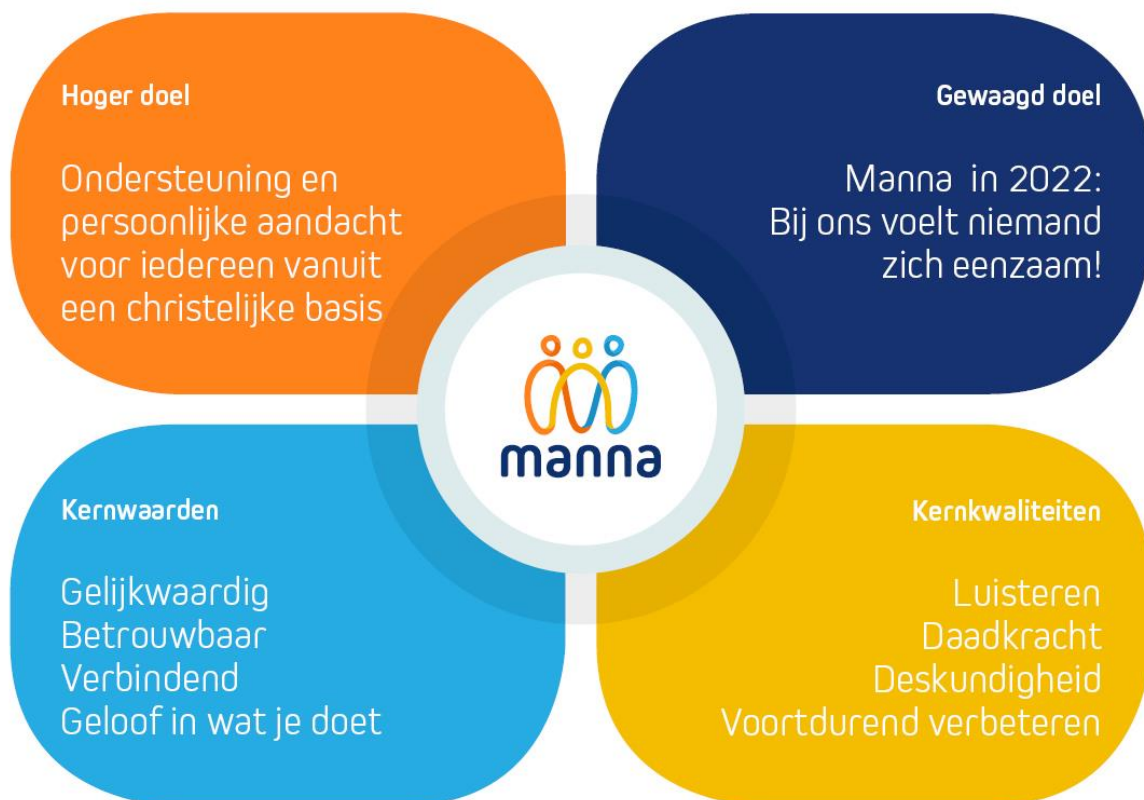 Hoger doel
Ondersteuning en
persoonlijke aandacht
voor iedereen vanuit
een christelijke basis
Gewaagd doel
Manna in 2022:
Bij ons voelt niemand
zich eenzaam!
manna
Kernwaarden
Gelijkwaardig
Betrouwbaar
Verbindend
Geloof in wat je doet
Kernkwaliteiten
Luisteren
Daadkracht
Deskundigheid
Voortdurend verbeteren